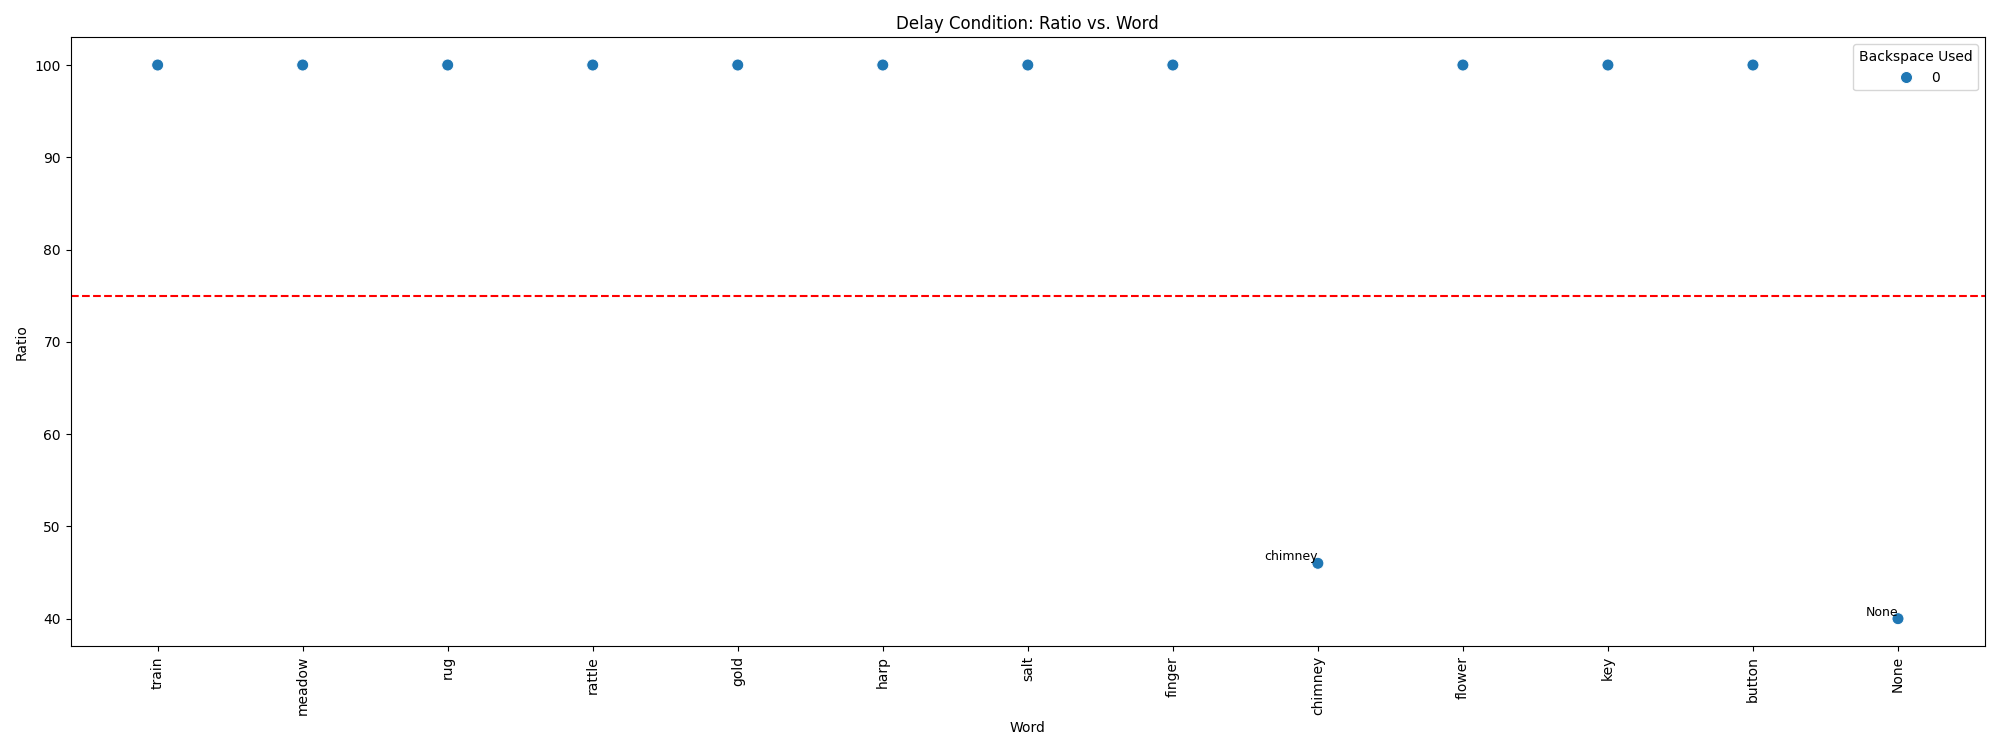 Delay Condition: Ratio vs. Word
Backspace Used
0
100
90
80
70
60
50
40
Ratio
chimney
None
train
meadow
rug
rattle
gold
harp
salt
finger
chimney
flower
key
button
None
Word